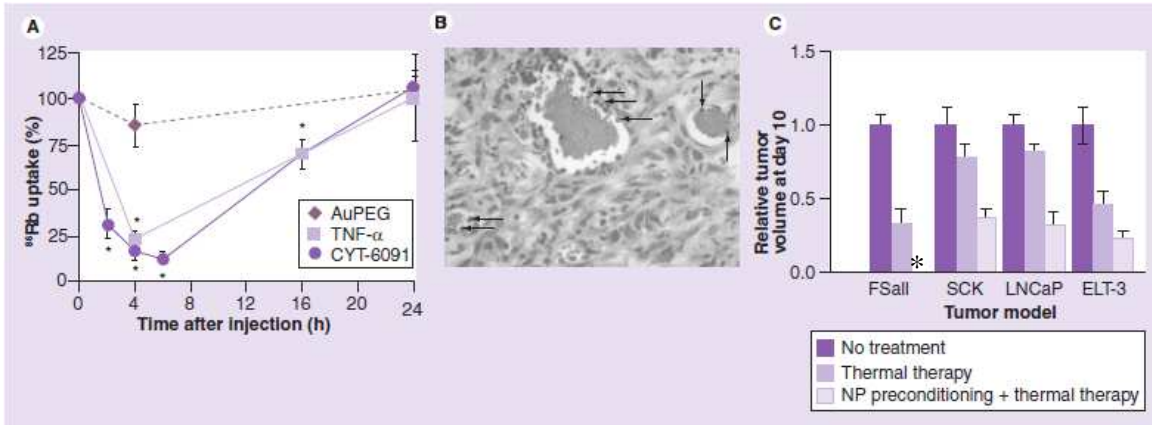 A
125
100
75
50
25
0
⁸⁶Rb uptake (%)
* * * * *
0 4 8 12 16 20 24
Time after injection (h)
AuPEG
TNF-α
CYT-6091
B
C
1.5
1.0
0.5
0.0
Relative tumor
volume at day 10
*
FSall SCK LNCaP ELT-3
Tumor model
No treatment
Thermal therapy
NP preconditioning + thermal therapy